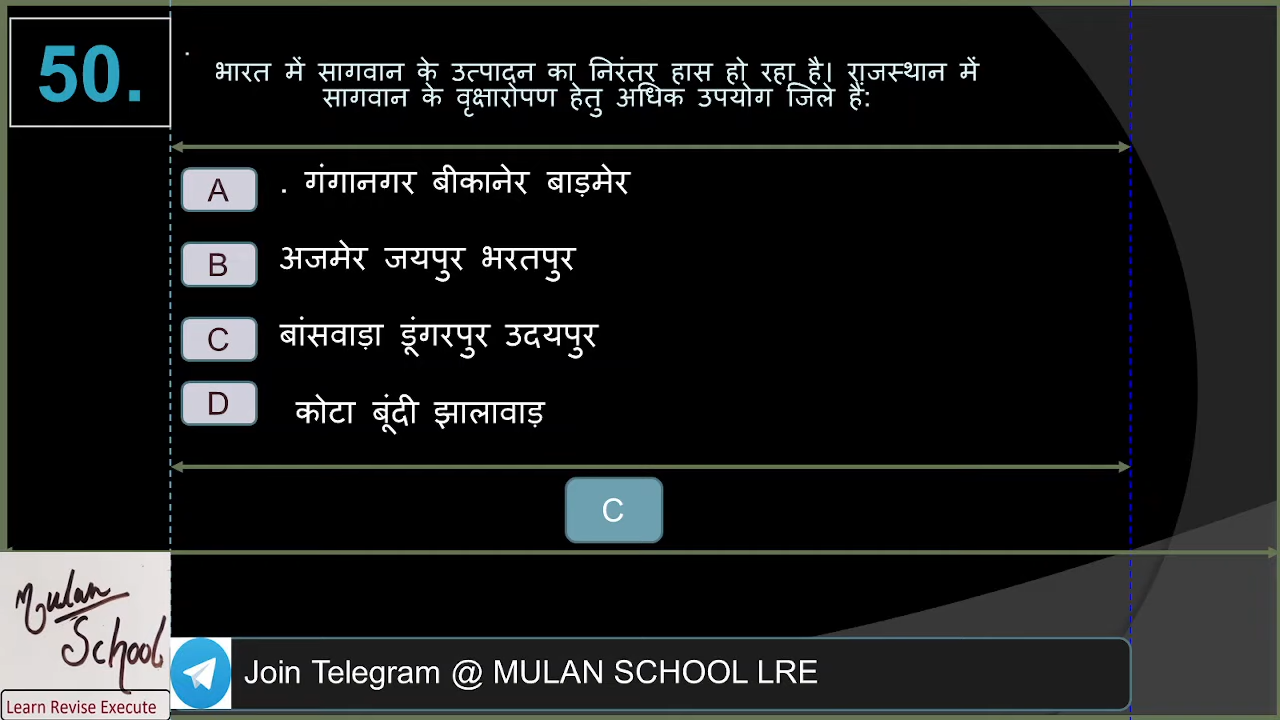 50.
.
भारत में सागवान के उत्पादन का निरंतर हास हो रहा है। राजस्थान में
सागवान के वृक्षारोपण हेतु अधिक उपयोग जिले हैं:
A . गंगानगर बीकानेर बाड़मेर
B अजमेर जयपुर भरतपुर
C बांसवाड़ा डूंगरपुर उदयपुर
D कोटा बूंदी झालावाड़
C
Mulan
School
Learn Revise Execute
Join Telegram @ MULAN SCHOOL LRE